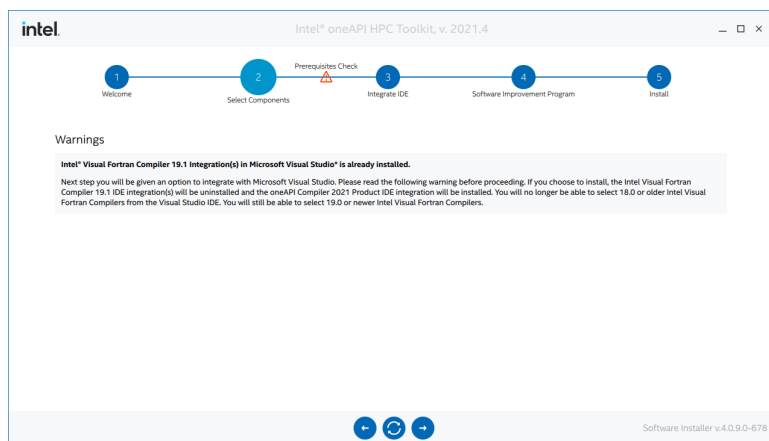 intel.
Intel® oneAPI HPC Toolkit, v. 2021.4
Prerequisites Check
1
2
3
4
5
Welcome
Select Components
Integrate IDE
Software Improvement Program
Install
Warnings
Intel® Visual Fortran Compiler 19.1 Integration(s) in Microsoft Visual Studio* is already installed.
Next step you will be given an option to integrate with Microsoft Visual Studio. Please read the following warning before proceeding. If you choose to install, the Intel Visual Fortran
Compiler 19.1 IDE integration(s) will be uninstalled and the oneAPI Compiler 2021 Product IDE integration will be installed. You will no longer be able to select 18.0 or older Intel Visual
Fortran Compilers from the Visual Studio IDE. You will still be able to select 19.0 or newer Intel Visual Fortran Compilers.
Software Installer v.4.0.9.0-678